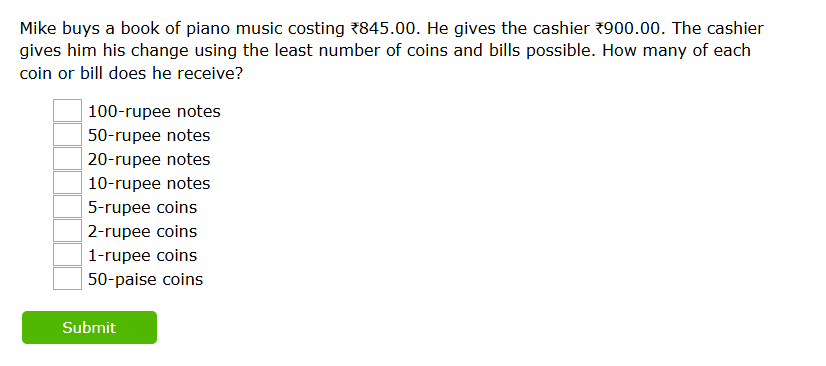 Mike buys a book of piano music costing ₹845.00. He gives the cashier ₹900.00. The cashier
gives him his change using the least number of coins and bills possible. How many of each
coin or bill does he receive?
100-rupee notes
50-rupee notes
20-rupee notes
10-rupee notes
5-rupee coins
2-rupee coins
1-rupee coins
50-paise coins
Submit